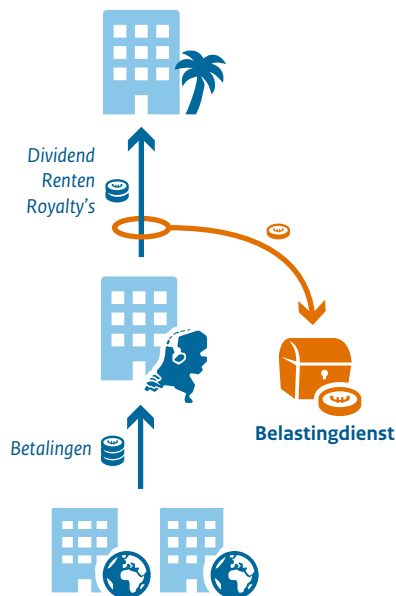 Dividend
Renten
Royalty's
Belastingdienst
Betalingen